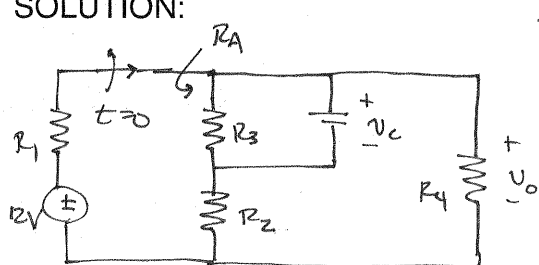 SOLUTION:
RA
t=0
R1
R3
+
vc
-
12V
±
R2
R4
+
vo
-